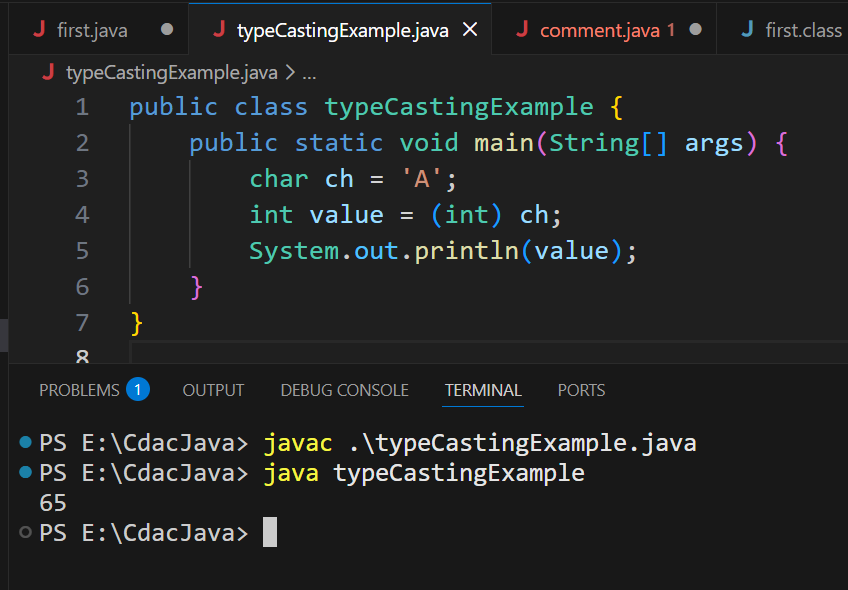 J first.java ● J typeCastingExample.java × J comment.java 1 ● J first.class
J typeCastingExample.java > ...
1 public class typeCastingExample {
2     public static void main(String[] args) {
3         char ch = 'A';
4         int value = (int) ch;
5         System.out.println(value);
6     }
7 }
8
PROBLEMS 1 OUTPUT DEBUG CONSOLE TERMINAL PORTS
PS E:\CdacJava> javac .\typeCastingExample.java
PS E:\CdacJava> java typeCastingExample
65
PS E:\CdacJava>